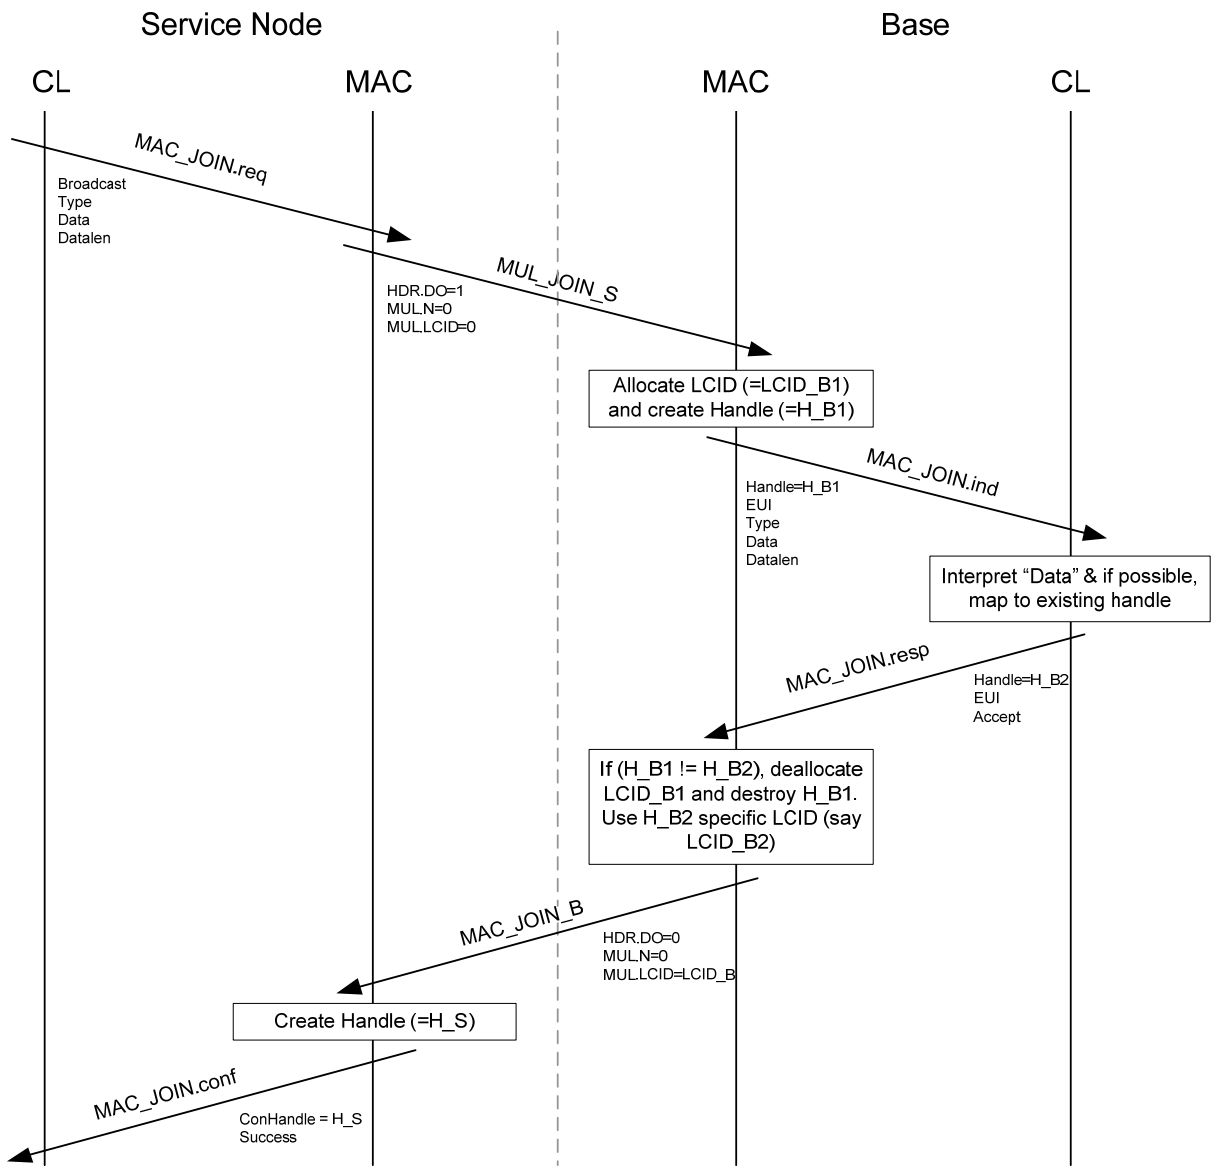 Service Node
Base
CL
MAC
MAC
CL
MAC_JOIN.req
Broadcast
Type
Data
Datalen
MUL_JOIN_S
HDR.DO=1
MUL.N=0
MUL.LCID=0
Allocate LCID (=LCID_B1)
and create Handle (=H_B1)
MAC_JOIN.ind
Handle=H_B1
EUI
Type
Data
Datalen
Interpret “Data” & if possible,
map to existing handle
MAC_JOIN.resp
Handle=H_B2
EUI
Accept
If (H_B1 != H_B2), deallocate
LCID_B1 and destroy H_B1.
Use H_B2 specific LCID (say
LCID_B2)
MAC_JOIN_B
HDR.DO=0
MUL.N=0
MUL.LCID=LCID_B
Create Handle (=H_S)
MAC_JOIN.conf
ConHandle = H_S
Success